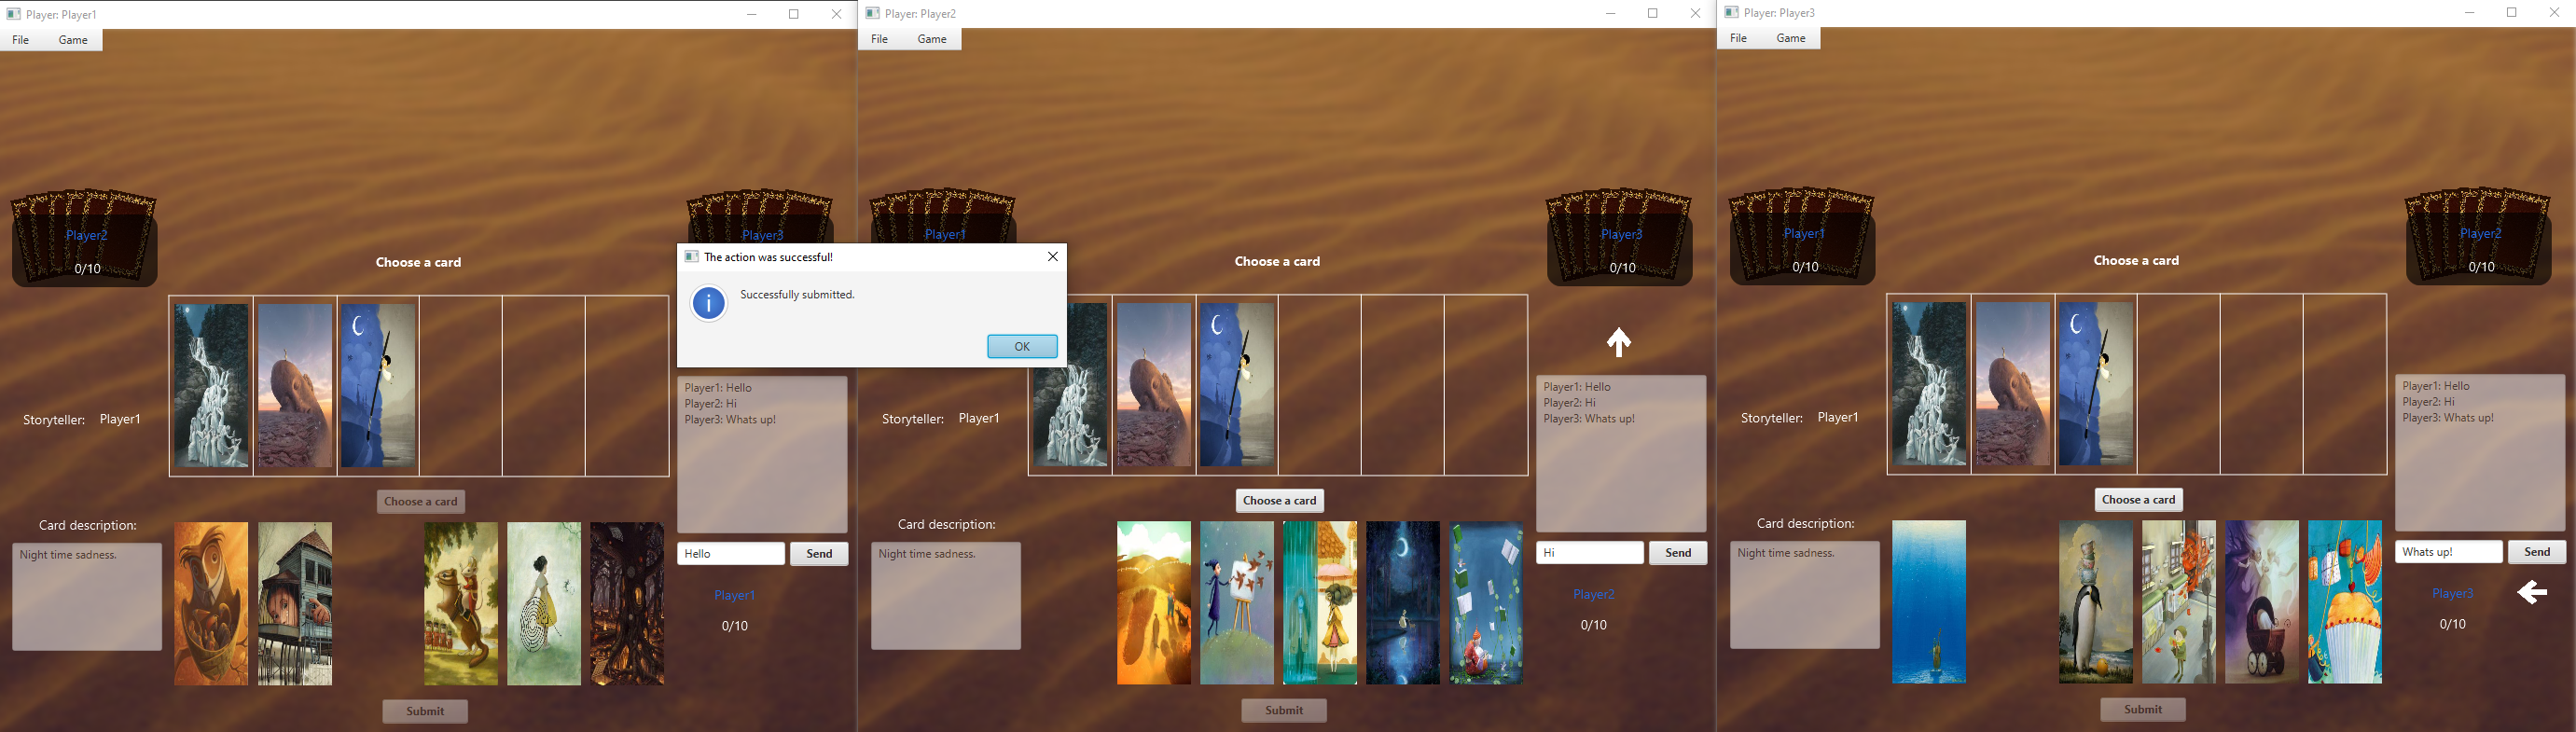 Player: Player1
File Game
Player2
0/10
Player3
Choose a card
Storyteller: Player1
Choose a card
Card description:
Night time sadness.
Submit
Player1: Hello
Player2: Hi
Player3: Whats up!
Hello Send
Player1
0/10
The action was successful!
Successfully submitted.
OK
Player: Player2
File Game
Player1
Player3
0/10
Choose a card
Storyteller: Player1
Choose a card
Card description:
Night time sadness.
Submit
Player1: Hello
Player2: Hi
Player3: Whats up!
Hi Send
Player2
0/10
Player: Player3
File Game
Player1
0/10
Player2
0/10
Choose a card
Storyteller: Player1
Choose a card
Card description:
Night time sadness.
Submit
Player1: Hello
Player2: Hi
Player3: Whats up!
Whats up! Send
Player3
0/10